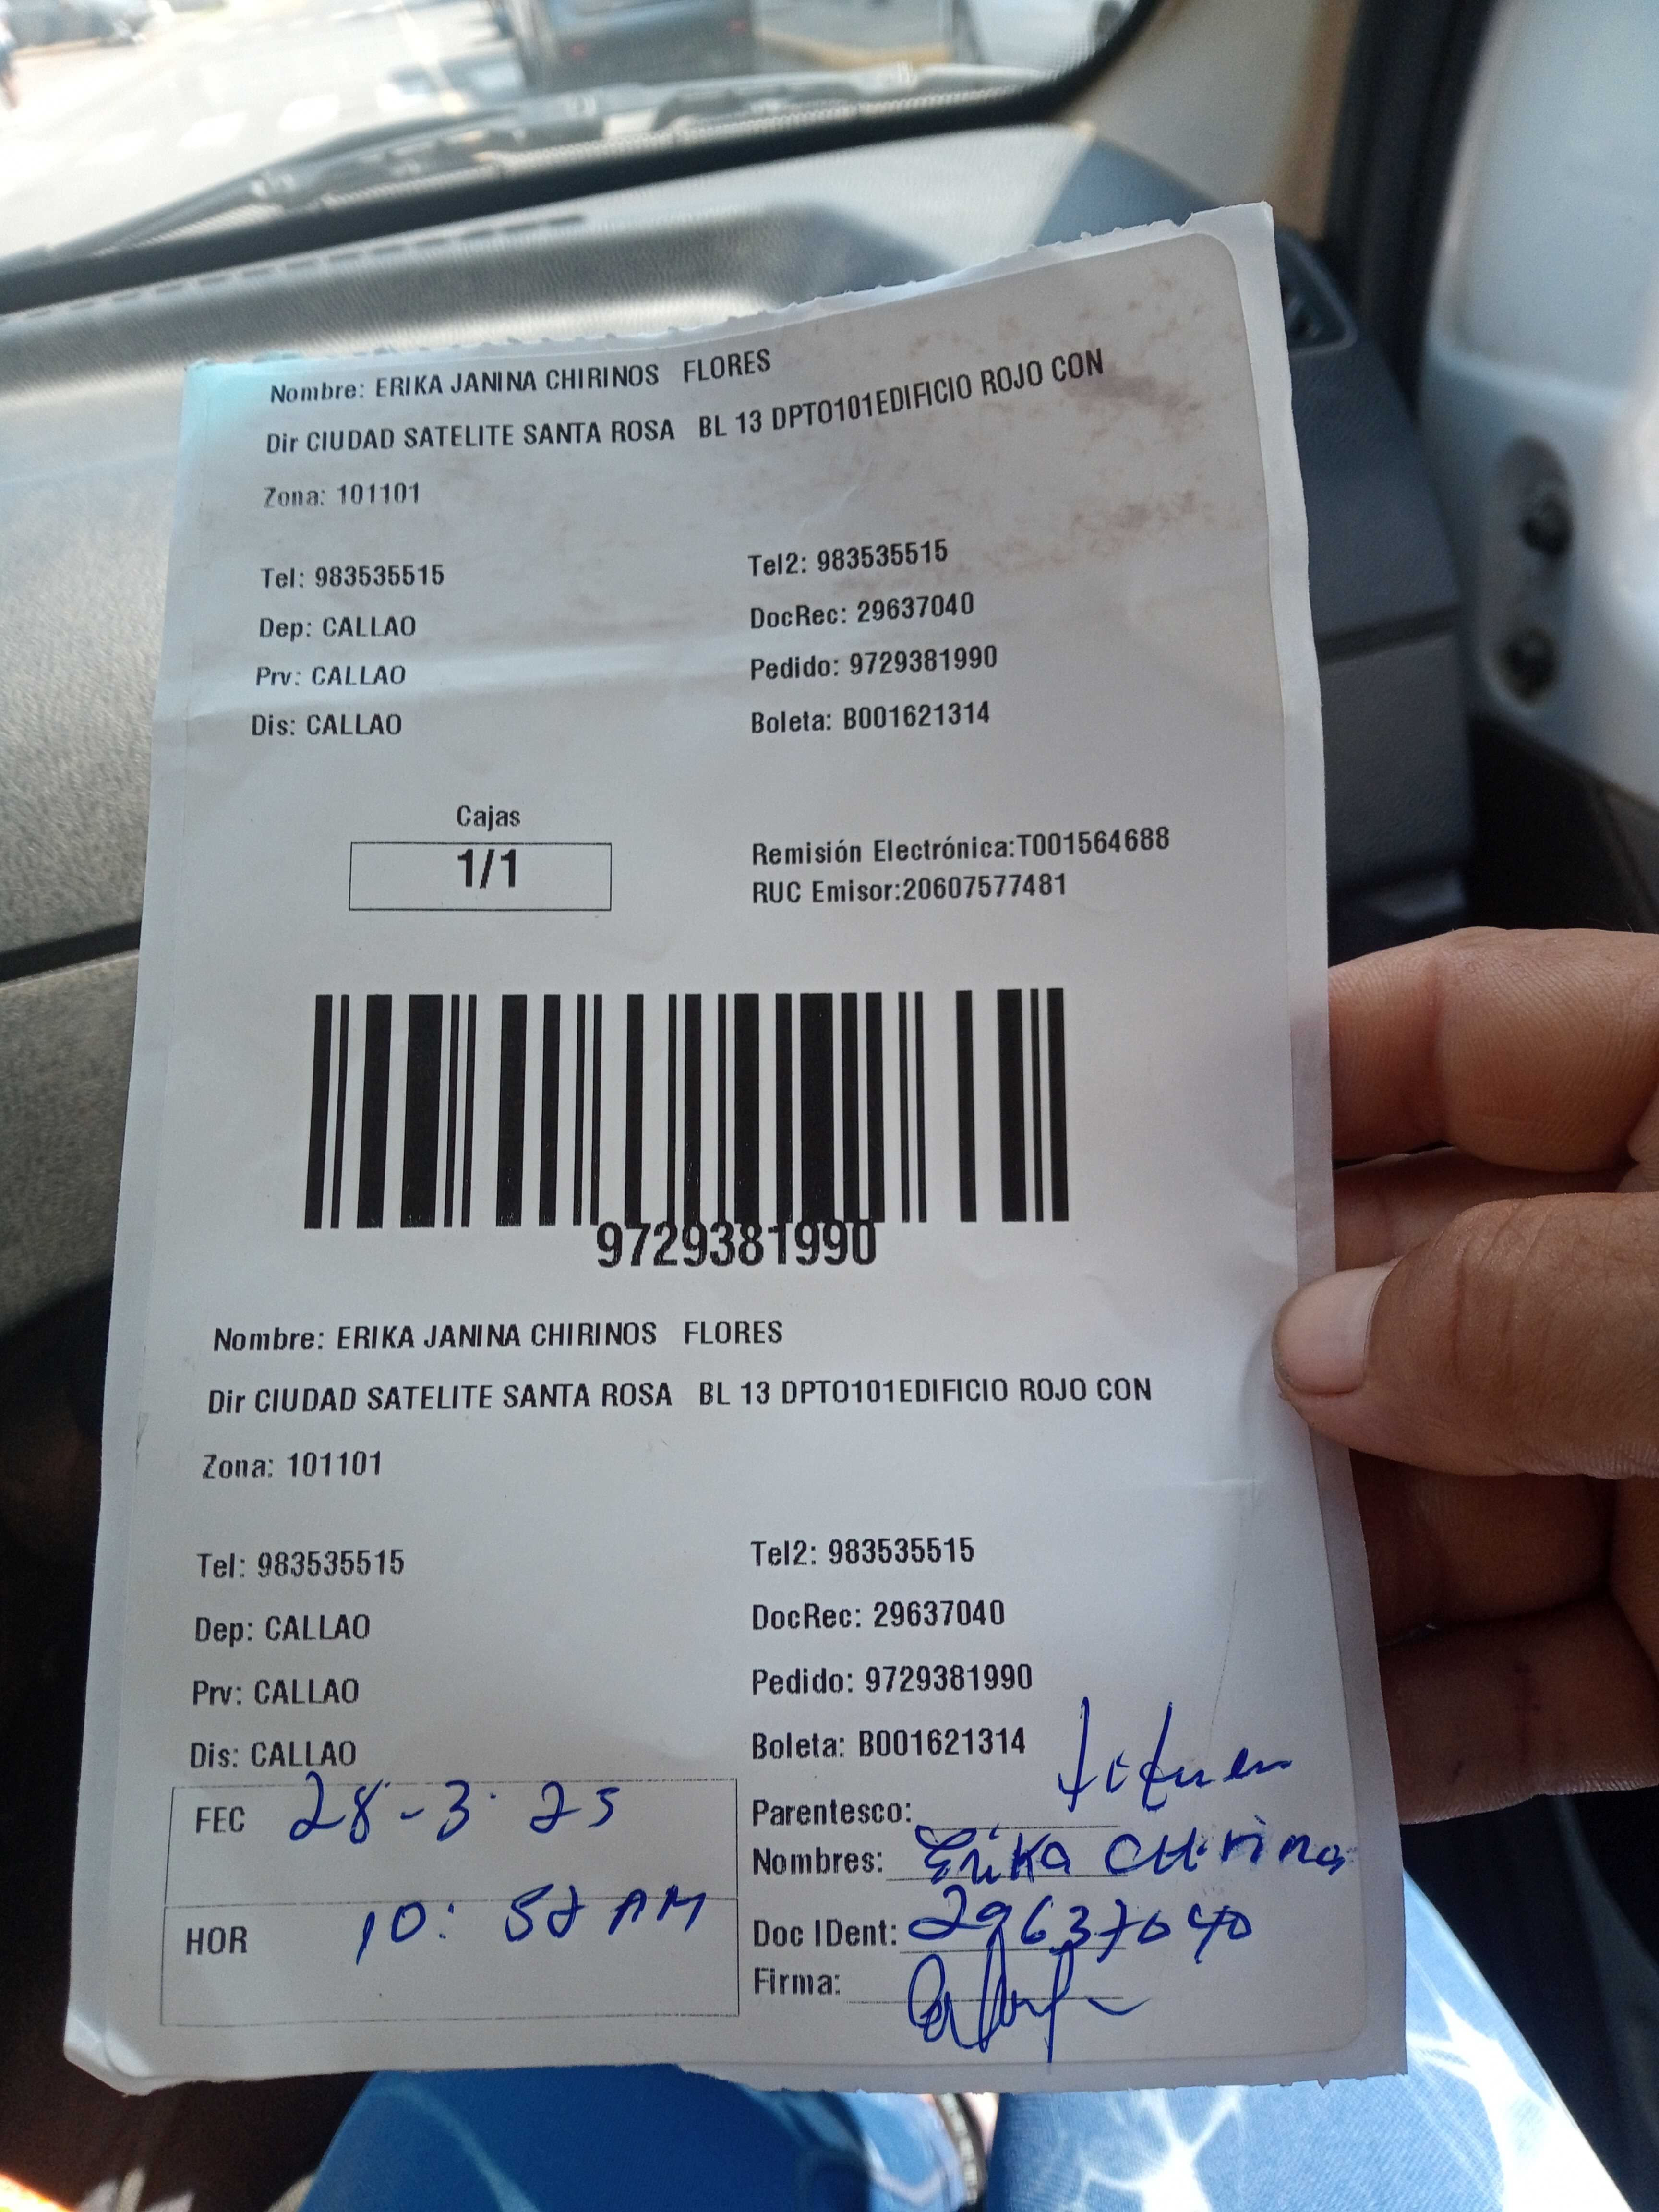 Nombre: ERIKA JANINA CHIRINOS FLORES
Dir CIUDAD SATELITE SANTA ROSA BL 13 DPTO101EDIFICIO ROJO CON
Zona: 101101
Tel: 983535515 Tel2: 983535515
Dep: CALLAO DocRec: 29637040
Prv: CALLAO Pedido: 9729381990
Dis: CALLAO Boleta: B001621314
Cajas
1/1
Remisión Electrónica:T001564688
RUC Emisor:20607577481
9729381990
Nombre: ERIKA JANINA CHIRINOS FLORES
Dir CIUDAD SATELITE SANTA ROSA BL 13 DPTO101EDIFICIO ROJO CON
Zona: 101101
Tel: 983535515 Tel2: 983535515
Dep: CALLAO DocRec: 29637040
Prv: CALLAO Pedido: 9729381990
Dis: CALLAO Boleta: B001621314
FEC 28-3-25
HOR 10:52 AM
Parentesco:
Nombres: Erika CHirinos
Doc IDent: 29637040
Firma: